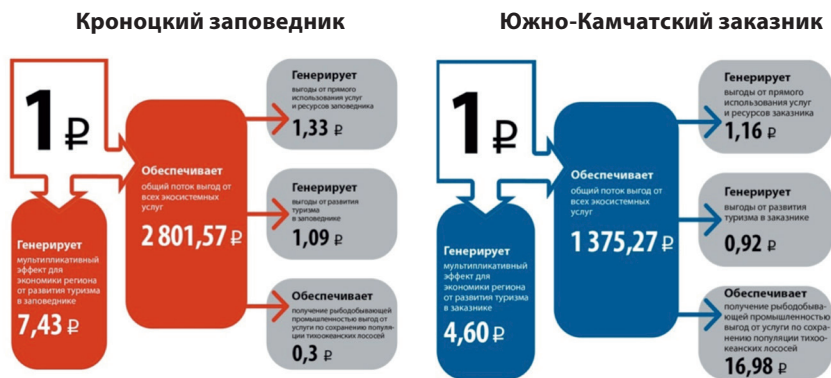 Кроноцкий заповедник
1 ₽
Генерирует
мультипликативный
эффект для
экономики региона
от развития туризма
в заповеднике
7,43 ₽
Обеспечивает
общий поток выгод от
всех экосистемных
услуг
2 801,57 ₽
Генерирует
выгоды от прямого
использования услуг
и ресурсов заповедника
1,33 ₽
Генерирует
выгоды от развития
туризма
в заповеднике
1,09 ₽
Обеспечивает
получение рыбодобывающей
промышленностью выгод от
услуги по сохранению популя-
ции тихоокеанских лососей
0,3 ₽
Южно-Камчатский заказник
1 ₽
Генерирует
мультипликативный
эффект для
экономики региона
от развития туризма
в заказнике
4,60 ₽
Обеспечивает
общий поток выгод от
всех экосистемных
услуг
1 375,27 ₽
Генерирует
выгоды от прямого
использования услуг
и ресурсов заказника
1,16 ₽
Генерирует
выгоды от развития
туризма в заказнике
0,92 ₽
Обеспечивает
получение рыбодобыва-
ющей промышленностью
выгод от услуги по сохра-
нению популяции тихоо-
кеанских лососей
16,98 ₽